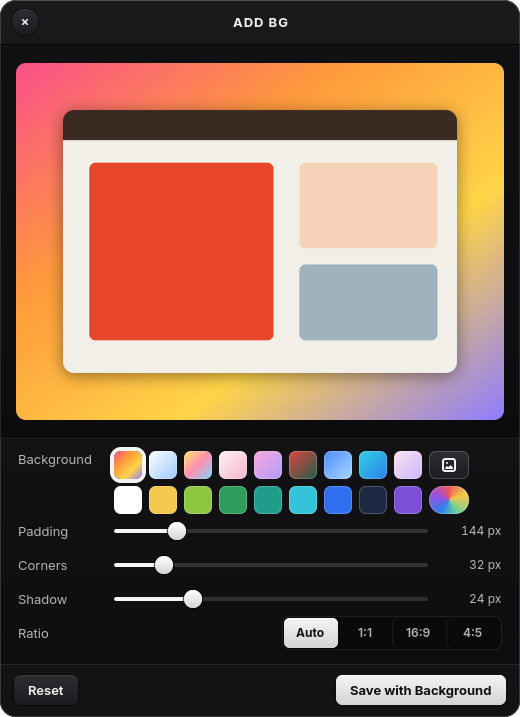 ADD BG
Background
Padding 144 px
Corners 32 px
Shadow 24 px
Ratio Auto 1:1 16:9 4:5
Reset Save with Background